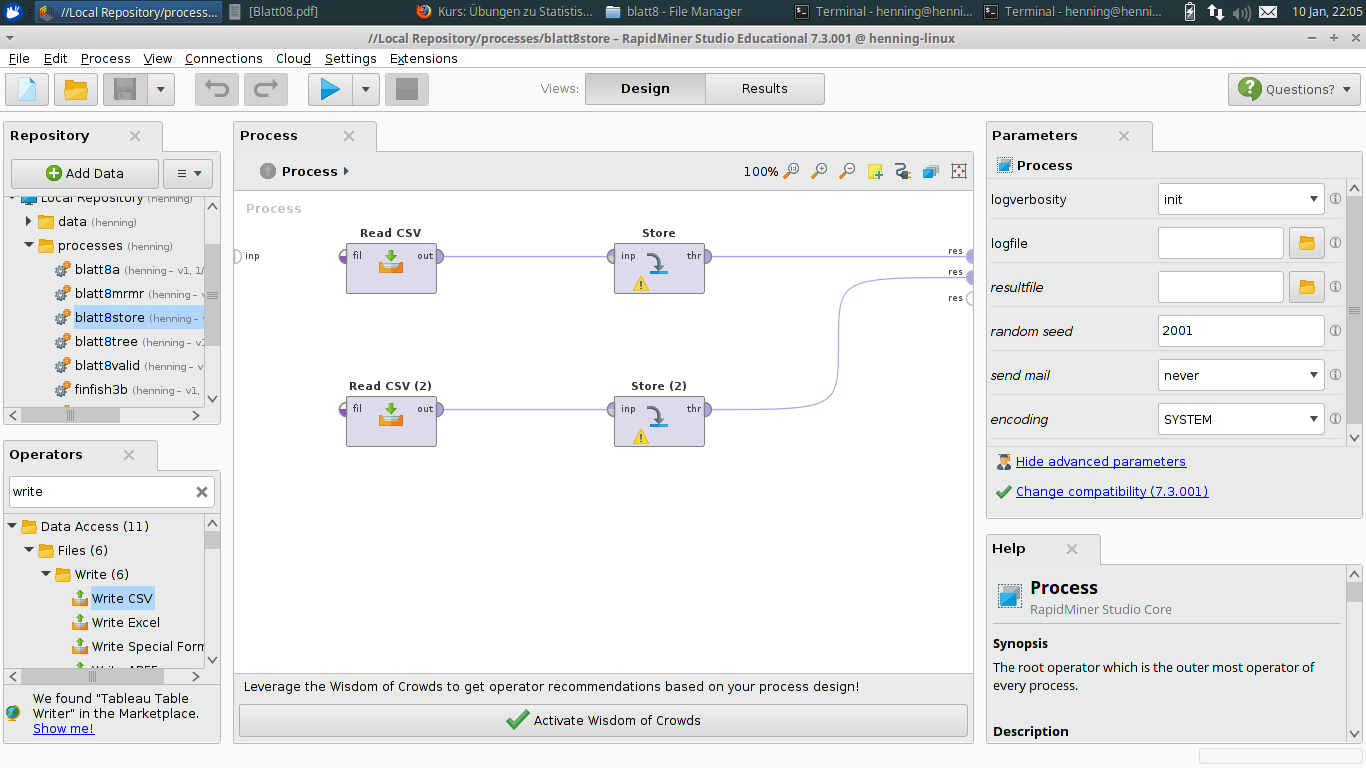 //Local Repository/process...
[Blatt08.pdf]
Kurs: Übungen zu Statistis...
blatt8 - File Manager
Terminal - henning@henni...
Terminal - henning@henni...
10 Jan, 22:05
//Local Repository/processes/blatt8store – RapidMiner Studio Educational 7.3.001 @ henning-linux
File Edit Process View Connections Cloud Settings Extensions
Views:
Design
Results
Questions?
Repository
Add Data
Local Repository (henning)
data (henning)
processes (henning)
blatt8a (henning – v1, 1/
blatt8mrmr (henning – v
blatt8store (henning – v
blatt8tree (henning – v1
blatt8valid (henning – v
finfish3b (henning – v1,
Operators
write
Data Access (11)
Files (6)
Write (6)
Write CSV
Write Excel
Write Special Form
Write ARFF
We found "Tableau Table
Writer" in the Marketplace.
Show me!
Process
Process
100%
Process
inp
Read CSV
fil
out
Store
inp
thr
res
res
res
Read CSV (2)
fil
out
Store (2)
inp
thr
Leverage the Wisdom of Crowds to get operator recommendations based on your process design!
Activate Wisdom of Crowds
Parameters
Process
logverbosity
init
logfile
resultfile
random seed
2001
send mail
never
encoding
SYSTEM
Hide advanced parameters
Change compatibility (7.3.001)
Help
Process
RapidMiner Studio Core
Synopsis
The root operator which is the outer most operator of
every process.
Description